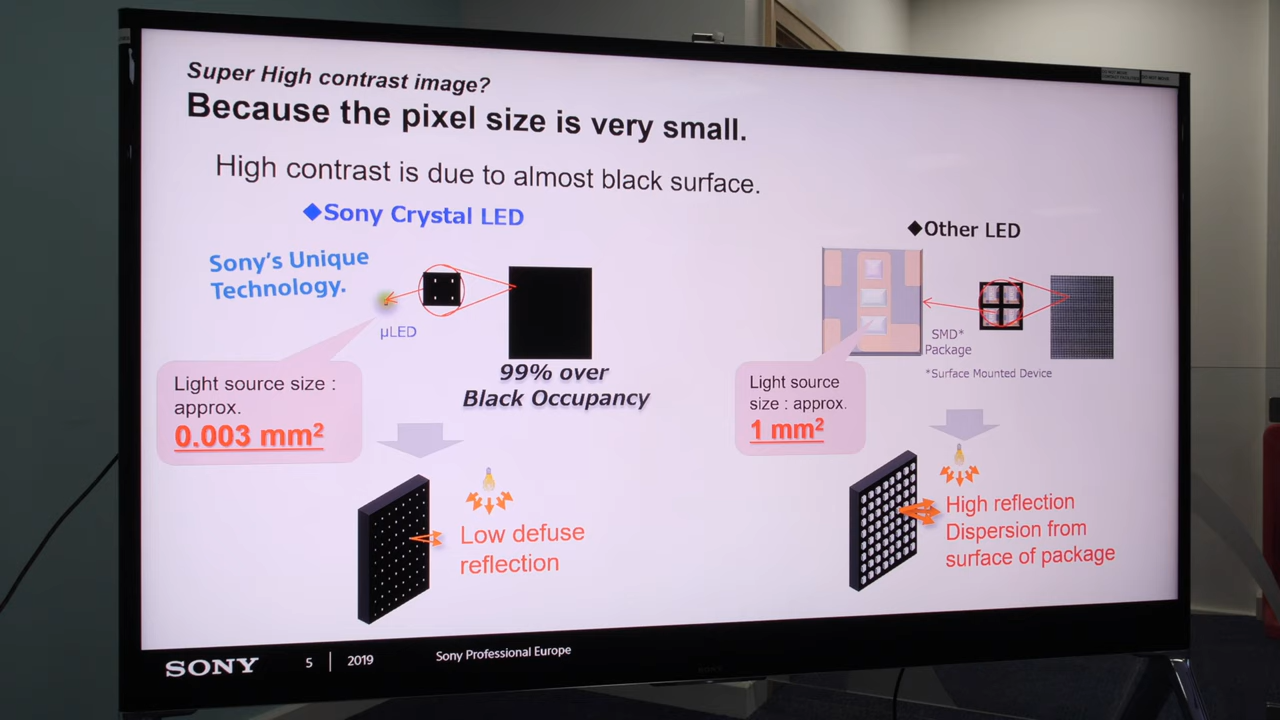 Super High contrast image?
Because the pixel size is very small.
High contrast is due to almost black surface.
◆Sony Crystal LED
Sony's Unique
Technology.
µLED
Light source size :
approx.
0.003 mm²
99% over
Black Occupancy
Low defuse
reflection
◆Other LED
SMD*
Package
*Surface Mounted Device
Light source
size : approx.
1 mm²
High reflection
Dispersion from
surface of package
SONY
5
2019
Sony Professional Europe